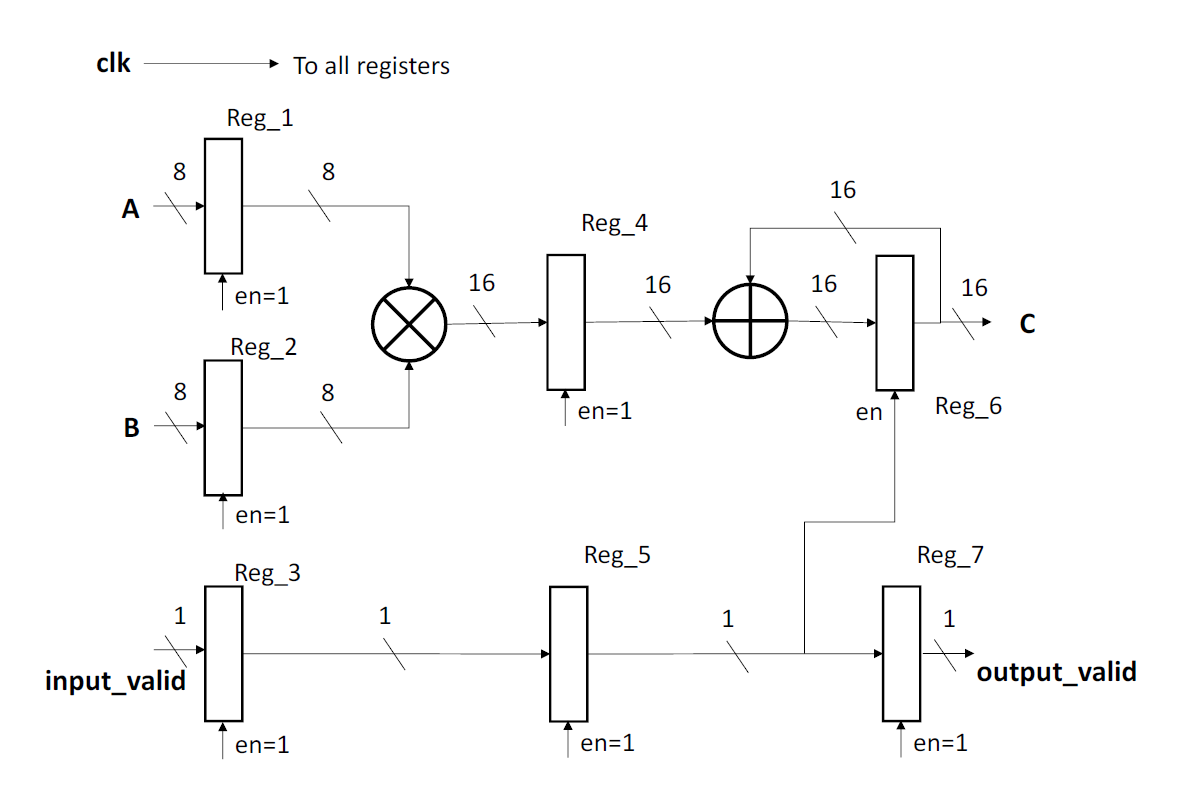 clk
To all registers
Reg_1
8
8
A
en=1
Reg_2
8
8
B
en=1
16
Reg_4
16
en=1
16
16
16
C
en
Reg_6
Reg_3
1
1
input_valid
en=1
Reg_5
1
en=1
Reg_7
1
output_valid
en=1